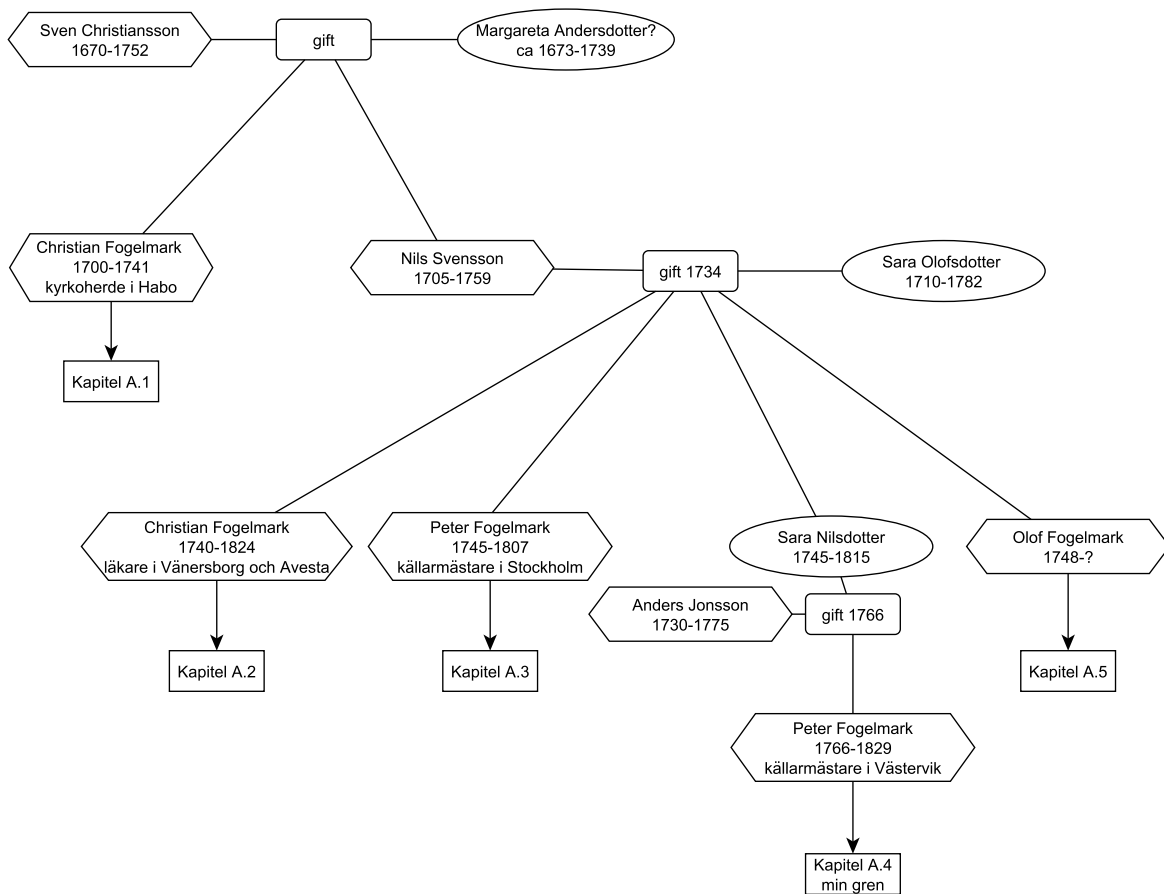 Sven Christiansson
1670-1752
gift
Margareta Andersdotter?
ca 1673-1739
Christian Fogelmark
1700-1741
kyrkoherde i Habo
Nils Svensson
1705-1759
gift 1734
Sara Olofsdotter
1710-1782
Kapitel A.1
Christian Fogelmark
1740-1824
läkare i Vänersborg och Avesta
Peter Fogelmark
1745-1807
källarmästare i Stockholm
Sara Nilsdotter
1745-1815
Olof Fogelmark
1748-?
Anders Jonsson
1730-1775
gift 1766
Kapitel A.2
Kapitel A.3
Kapitel A.5
Peter Fogelmark
1766-1829
källarmästare i Västervik
Kapitel A.4
min gren